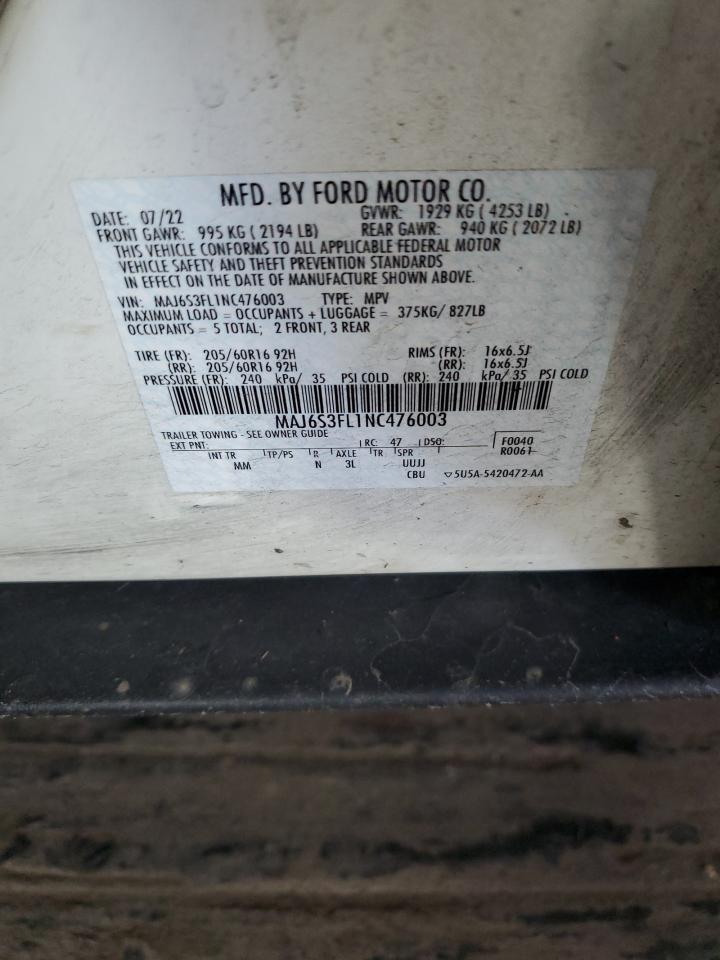 MFD. BY FORD MOTOR CO.
DATE: 07/22 GVWR: 1929 KG ( 4253 LB)
FRONT GAWR: 995 KG ( 2194 LB) REAR GAWR: 940 KG ( 2072 LB)
THIS VEHICLE CONFORMS TO ALL APPLICABLE FEDERAL MOTOR
VEHICLE SAFETY AND THEFT PREVENTION STANDARDS
IN EFFECT ON THE DATE OF MANUFACTURE SHOWN ABOVE.
VIN: MAJ6S3FL1NC476003 TYPE: MPV
MAXIMUM LOAD = OCCUPANTS + LUGGAGE = 375KG/ 827LB
OCCUPANTS = 5 TOTAL; 2 FRONT, 3 REAR
TIRE (FR): 205/60R16 92H RIMS (FR): 16x6.5J
(RR): 205/60R16 92H (RR): 16x6.5J
PRESSURE (FR): 240 kPa/ 35 PSI COLD (RR): 240 kPa/ 35 PSI COLD
MAJ6S3FL1NC476003
TRAILER TOWING - SEE OWNER GUIDE
EXT PNT: RC: 47 DSO: F0040
R0061
INT TR TP/PS R AXLE TR SPR
MM N 3L UUJJ
CBU 5U5A-5420472-AA